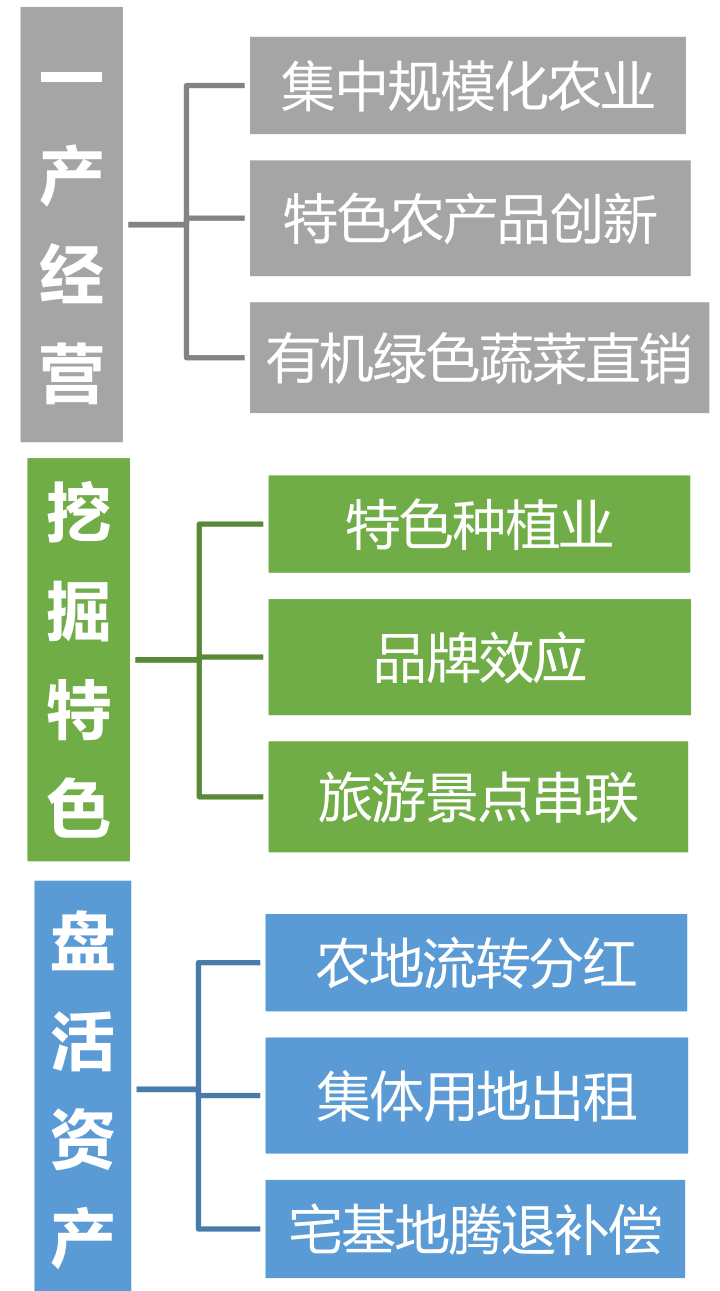 一产经营
集中规模化农业
特色农产品创新
有机绿色蔬菜直销
挖掘特色
特色种植业
品牌效应
旅游景点串联
盘活资产
农地流转分红
集体用地出租
宅基地腾退补偿